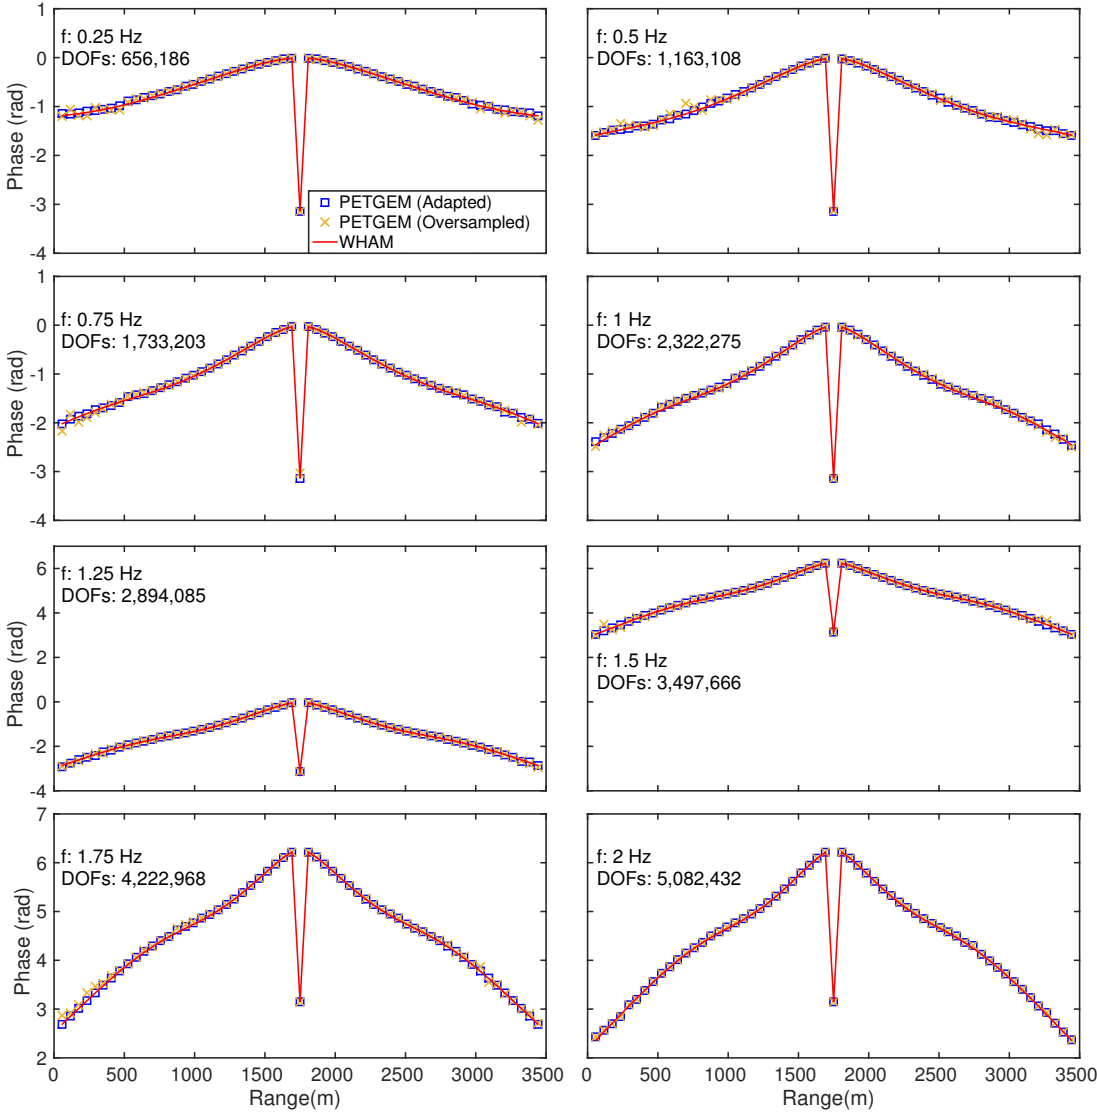 1
0
-1
-2
-3
-4
Phase (rad)
f: 0.25 Hz
DOFs: 656,186
PETGEM (Adapted)
PETGEM (Oversampled)
WHAM
f: 0.5 Hz
DOFs: 1,163,108
1
0
-1
-2
-3
-4
Phase (rad)
f: 0.75 Hz
DOFs: 1,733,203
f: 1 Hz
DOFs: 2,322,275
6
4
2
0
-2
-4
Phase (rad)
f: 1.25 Hz
DOFs: 2,894,085
f: 1.5 Hz
DOFs: 3,497,666
7
6
5
4
3
2
Phase (rad)
f: 1.75 Hz
DOFs: 4,222,968
0 500 1000 1500 2000 2500 3000 3500
Range(m)
f: 2 Hz
DOFs: 5,082,432
0 500 1000 1500 2000 2500 3000 3500
Range(m)